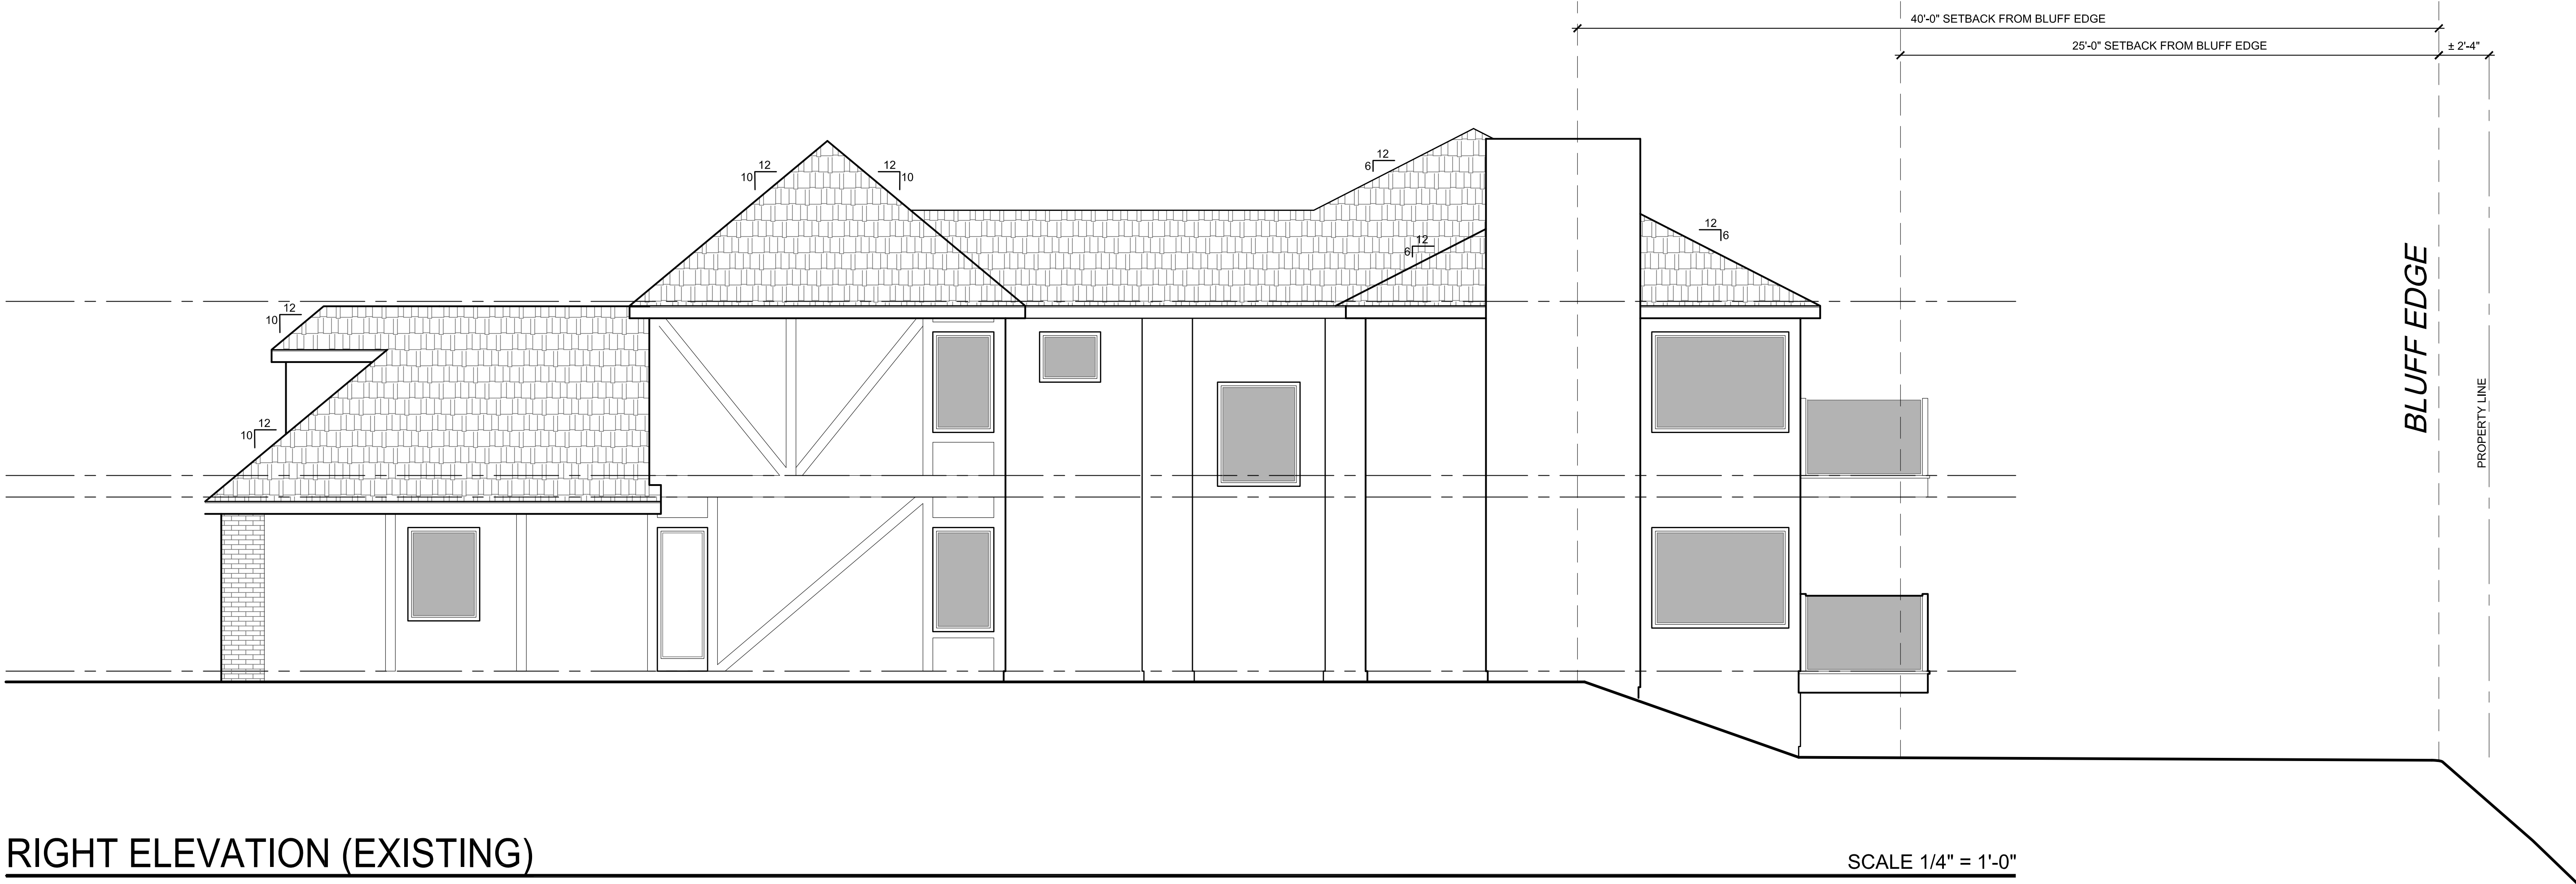 40'-0" SETBACK FROM BLUFF EDGE
25'-0" SETBACK FROM BLUFF EDGE
± 2'-4"
12
10
12
10
12
6
12
6
12
6
12
10
12
10
BLUFF EDGE
PROPERTY LINE
RIGHT ELEVATION (EXISTING)
SCALE 1/4" = 1'-0"